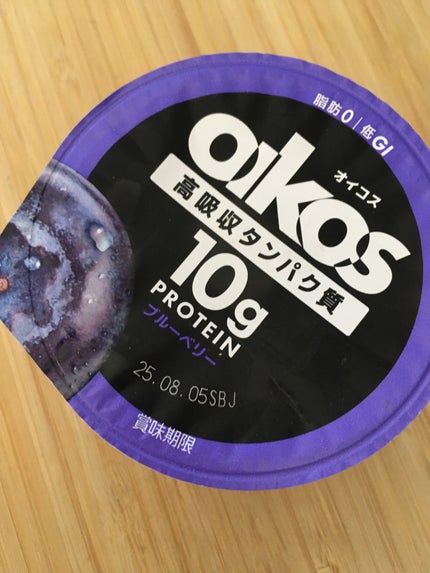 脂肪0|低GI
oikos
オイコス
高吸収タンパク質
10g
PROTEIN
ブルーベリー
25.08.05SBJ
賞味期限